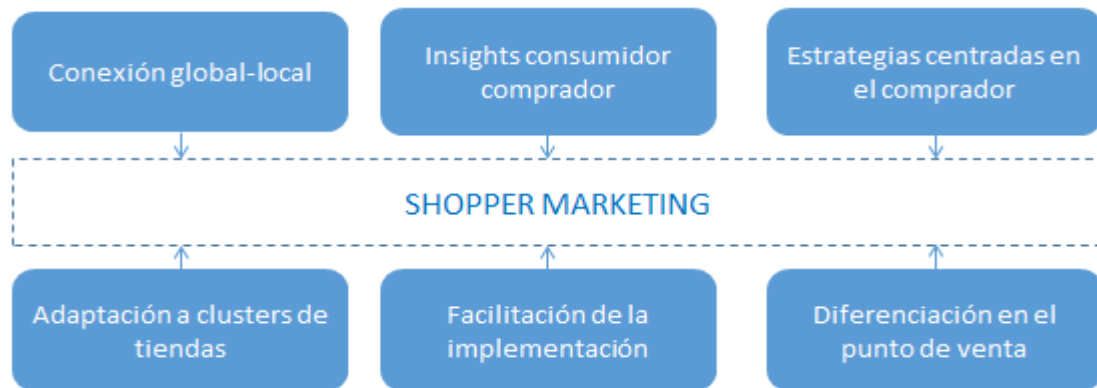 Conexión global-local
Insights consumidor
comprador
Estrategias centradas en
el comprador
SHOPPER MARKETING
Adaptación a clusters de
tiendas
Facilitación de la
implementación
Diferenciación en el
punto de venta